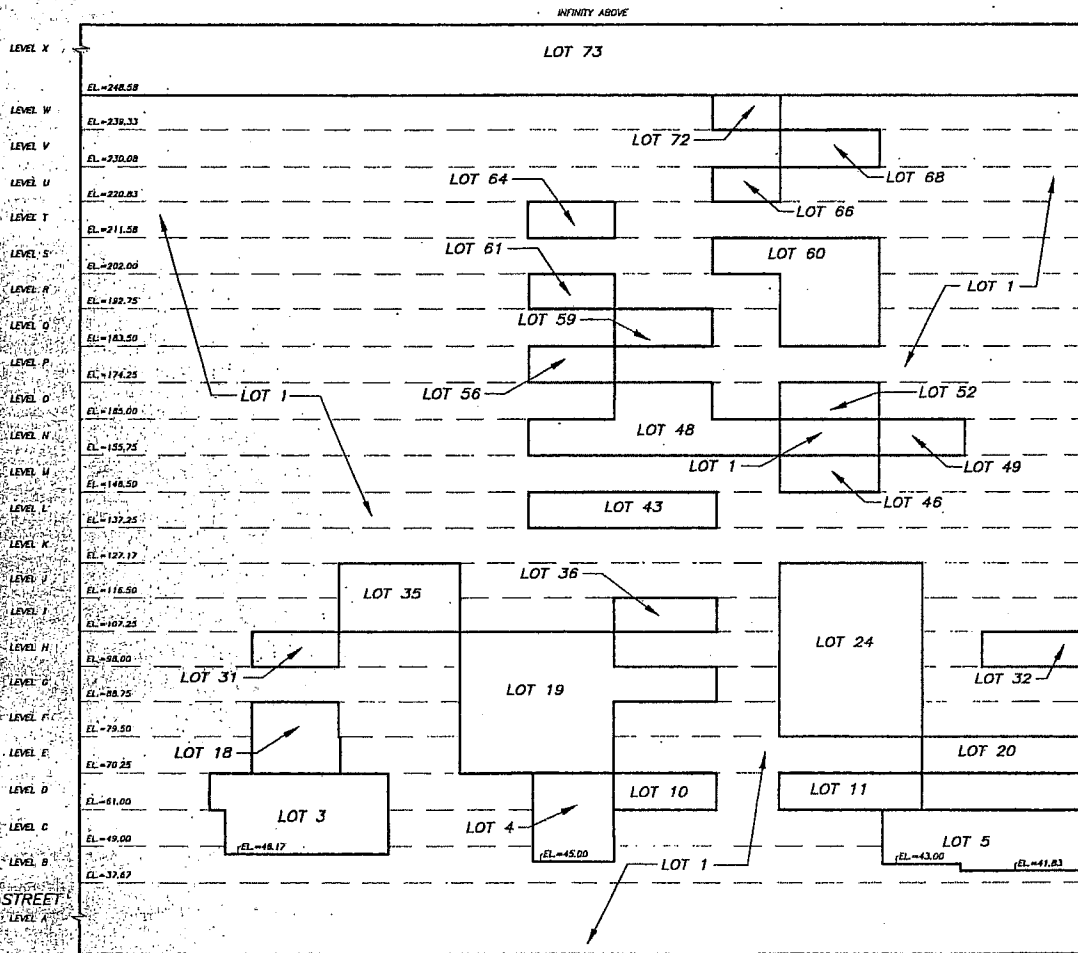 INFINITY ABOVE
LEVEL X
LOT 73
EL.=248.58
LEVEL W
EL.=239.33
LOT 72
LEVEL V
EL.=230.08
LOT 68
LEVEL U
LOT 64
EL.=220.83
LOT 66
LEVEL T
EL.=211.58
LOT 61
LOT 60
LEVEL S
EL.=202.00
LEVEL R
LOT 1
EL.=192.75
LOT 59
LEVEL Q
EL.=183.50
LEVEL P
EL.=174.25
LOT 1
LOT 56
LOT 52
LEVEL O
EL.=165.00
LOT 48
LEVEL N
EL.=155.75
LOT 1
LOT 49
LEVEL M
EL.=146.50
LOT 46
LEVEL L
LOT 43
EL.=137.25
LEVEL K
EL.=127.17
LOT 36
LEVEL J
LOT 35
EL.=116.50
LEVEL I
EL.=107.25
LOT 24
LEVEL H
EL.=98.00
LOT 31
LOT 32
LEVEL G
LOT 19
EL.=88.75
LEVEL F
EL.=79.50
LOT 18
LOT 20
LEVEL E
EL.=70.25
LEVEL D
LOT 10
LOT 11
EL.=61.00
LOT 3
LEVEL C
LOT 4
EL.=49.00
LOT 5
EL.=48.17
EL.=45.00
EL.=43.00
EL.=41.83
LEVEL B
LOT 1
EL.=37.67
STREET
LEVEL A